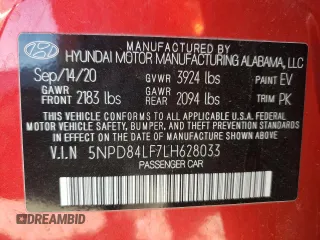 MANUFACTURED BY
HYUNDAI MOTOR MANUFACTURING ALABAMA, LLC
Sep/14/20 GVWR 3924 lbs PAINT EV
GAWR FRONT 2183 lbs GAWR REAR 2094 lbs TRIM PK
THIS VEHICLE CONFORMS TO ALL APPLICABLE
FEDERAL MOTOR VEHICLE SAFETY, BUMPER, AND THEFT
PREVENTION STANDARDS IN EFFECT ON THE DATE OF
MANUFACTURE SHOWN ABOVE.
V.I.N 5NPD84LF7LH628033
PASSENGER CAR
DREAMBID